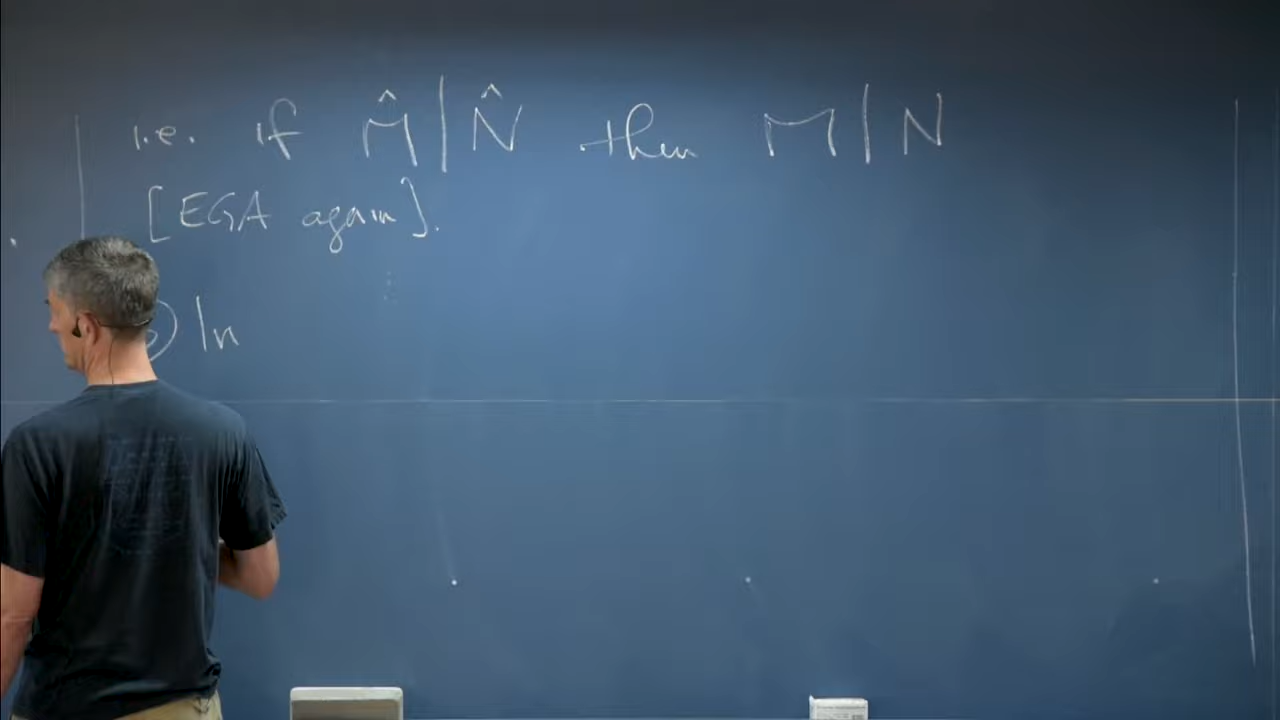 i.e. if M̂ | N̂ then M | N
[EGA again].
In